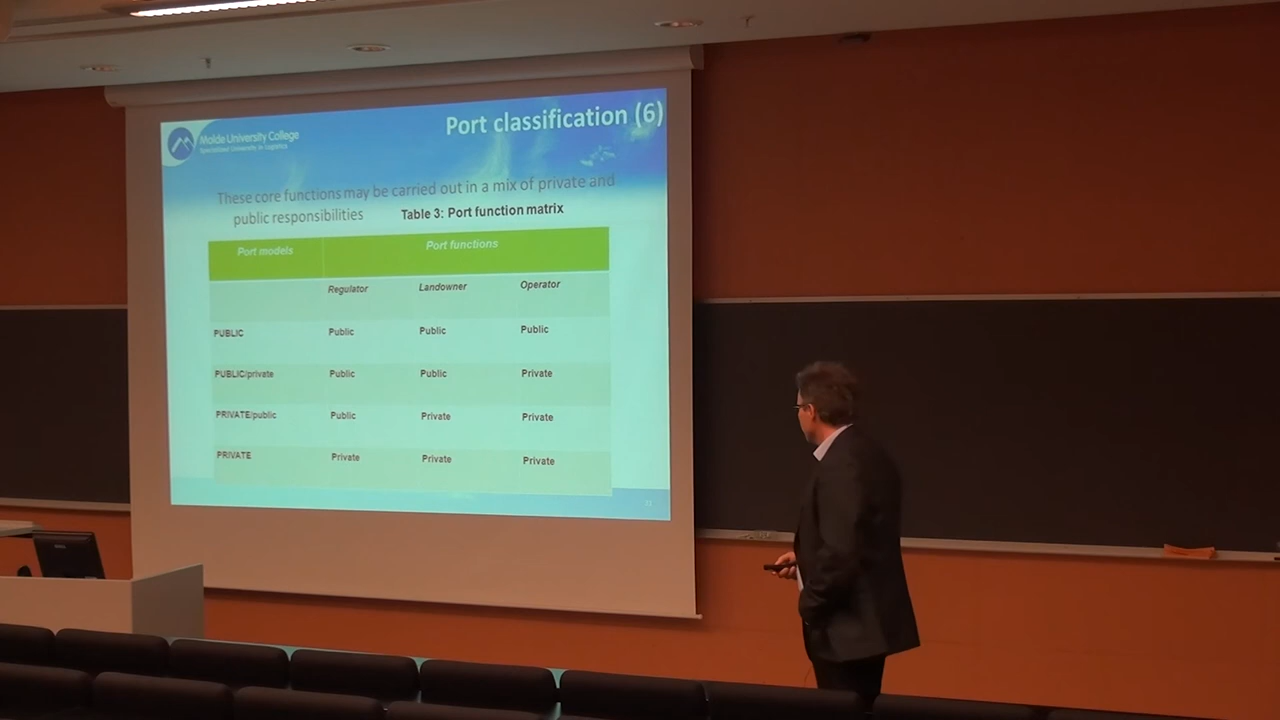 Port classification (6)
Molde University College
Specialized University in Logistics
These core functions may be carried out in a mix of private and
public responsibilities
Table 3: Port function matrix
Port models Port functions
Regulator Landowner Operator
PUBLIC Public Public Public
PUBLIC/private Public Public Private
PRIVATE/public Public Private Private
PRIVATE Private Private Private